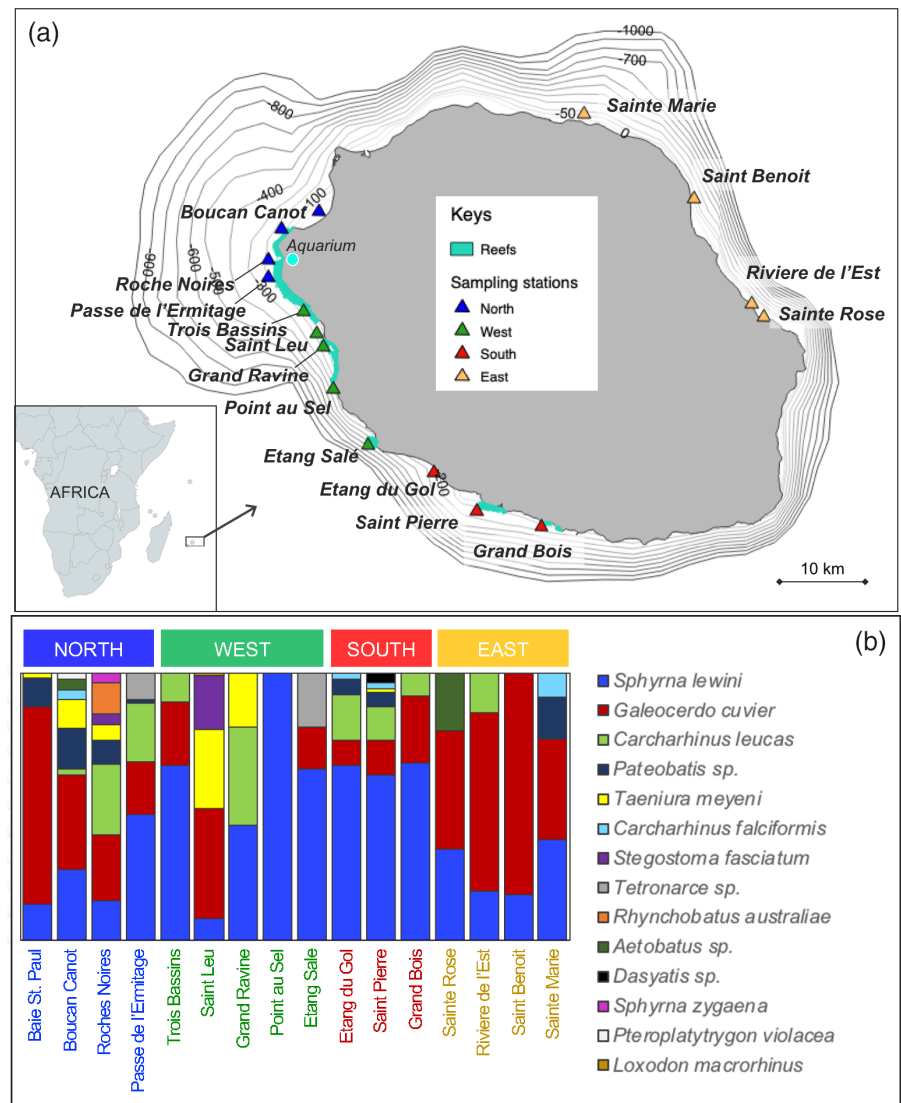 (a)
-1000
-700
-800
Sainte Marie
-50
0
0
Saint Benoit
-400
-100
Boucan Canot
Aquarium
-900
-600
-500
-300
Roche Noires
Passe de l'Ermitage
Trois Bassins
Saint Leu
Grand Ravine
Point au Sel
Etang Salé
Etang du Gol
-200
Saint Pierre
Grand Bois
Riviere de l'Est
Sainte Rose
Keys
Reefs
Sampling stations
North
West
South
East
AFRICA
10 km
(b)
NORTH
WEST
SOUTH
EAST
Sphyrna lewini
Galeocerdo cuvier
Carcharhinus leucas
Pateobatis sp.
Taeniura meyeni
Carcharhinus falciformis
Stegostoma fasciatum
Tetronarce sp.
Rhynchobatus australiae
Aetobatus sp.
Dasyatis sp.
Sphyrna zygaena
Pteroplatytrygon violacea
Loxodon macrorhinus
Baie St. Paul
Boucan Canot
Roches Noires
Passe de l'Ermitage
Trois Bassins
Saint Leu
Grand Ravine
Point au Sel
Etang Sale
Etang du Gol
Saint Pierre
Grand Bois
Sainte Rose
Riviere de l'Est
Saint Benoit
Sainte Marie